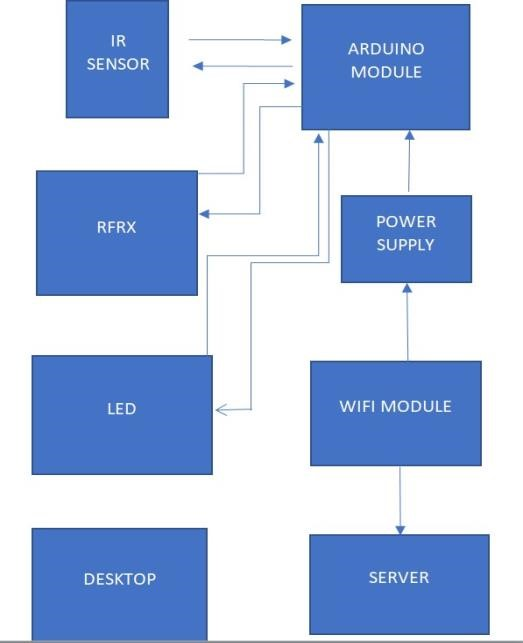 IR
SENSOR
ARDUINO
MODULE
RFRX
POWER
SUPPLY
LED
WIFI MODULE
DESKTOP
SERVER